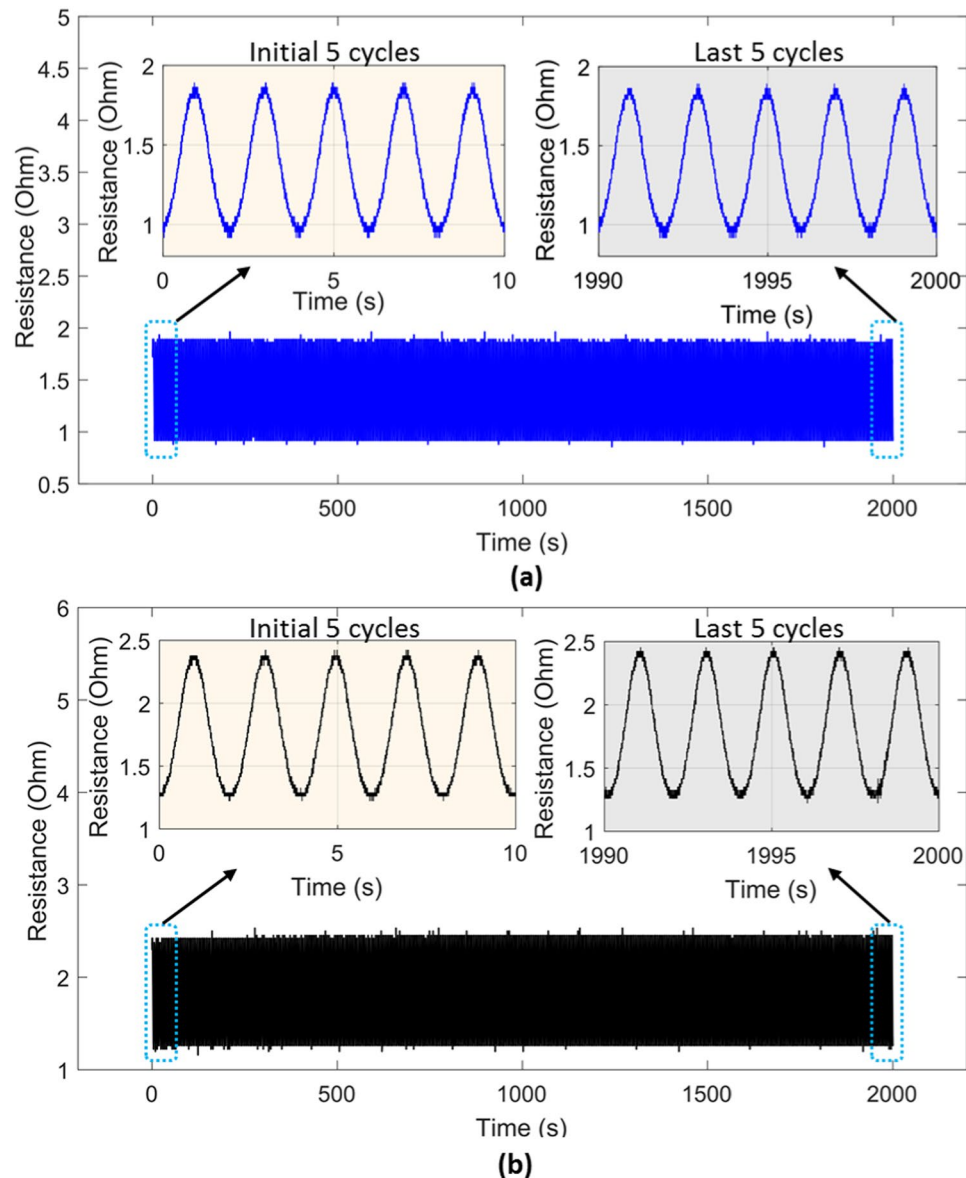 5
4.5
4
3.5
3
2.5
2
1.5
1
0.5
Resistance (Ohm)
Initial 5 cycles
2
1.5
1
Resistance (Ohm)
0 5 10
Time (s)
Last 5 cycles
2
1.5
1
Resistance (Ohm)
1990 1995 2000
Time (s)
0 500 1000 1500 2000
Time (s)
(a)
6
5
4
3
2
1
Resistance (Ohm)
Initial 5 cycles
2.5
2
1.5
1
Resistance (Ohm)
0 5 10
Time (s)
Last 5 cycles
2.5
2
1.5
1
Resistance (Ohm)
1990 1995 2000
Time (s)
0 500 1000 1500 2000
Time (s)
(b)